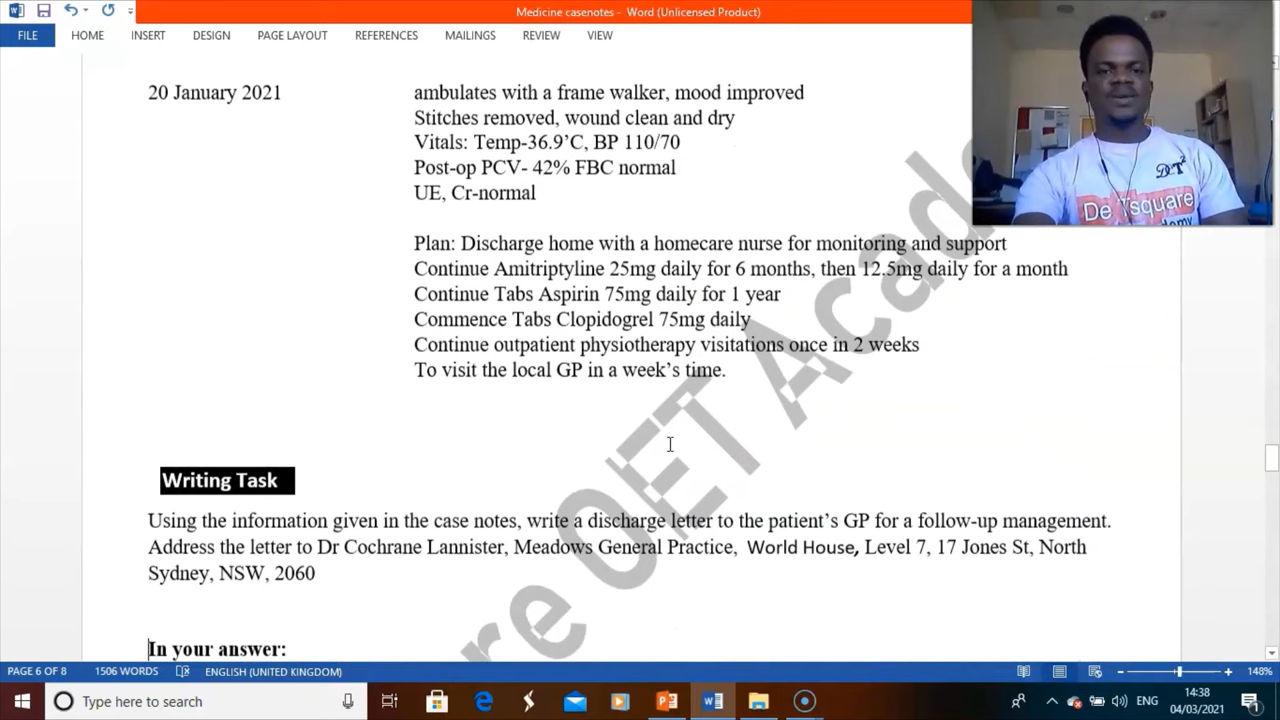 Medicine casenotes - Word (Unlicensed Product)
FILE HOME INSERT DESIGN PAGE LAYOUT REFERENCES MAILINGS REVIEW VIEW
20 January 2021 ambulates with a frame walker, mood improved
Stitches removed, wound clean and dry
Vitals: Temp-36.9’C, BP 110/70
Post-op PCV- 42% FBC normal
UE, Cr-normal
Plan: Discharge home with a homecare nurse for monitoring and support
Continue Amitriptyline 25mg daily for 6 months, then 12.5mg daily for a month
Continue Tabs Aspirin 75mg daily for 1 year
Commence Tabs Clopidogrel 75mg daily
Continue outpatient physiotherapy visitations once in 2 weeks
To visit the local GP in a week’s time.
Writing Task
Using the information given in the case notes, write a discharge letter to the patient’s GP for a follow-up management.
Address the letter to Dr Cochrane Lannister, Meadows General Practice, World House, Level 7, 17 Jones St, North
Sydney, NSW, 2060
In your answer:
re OET Acade
De Tsquare
PAGE 6 OF 8 1506 WORDS ENGLISH (UNITED KINGDOM) 148%
Type here to search
ENG
14:38
04/03/2021